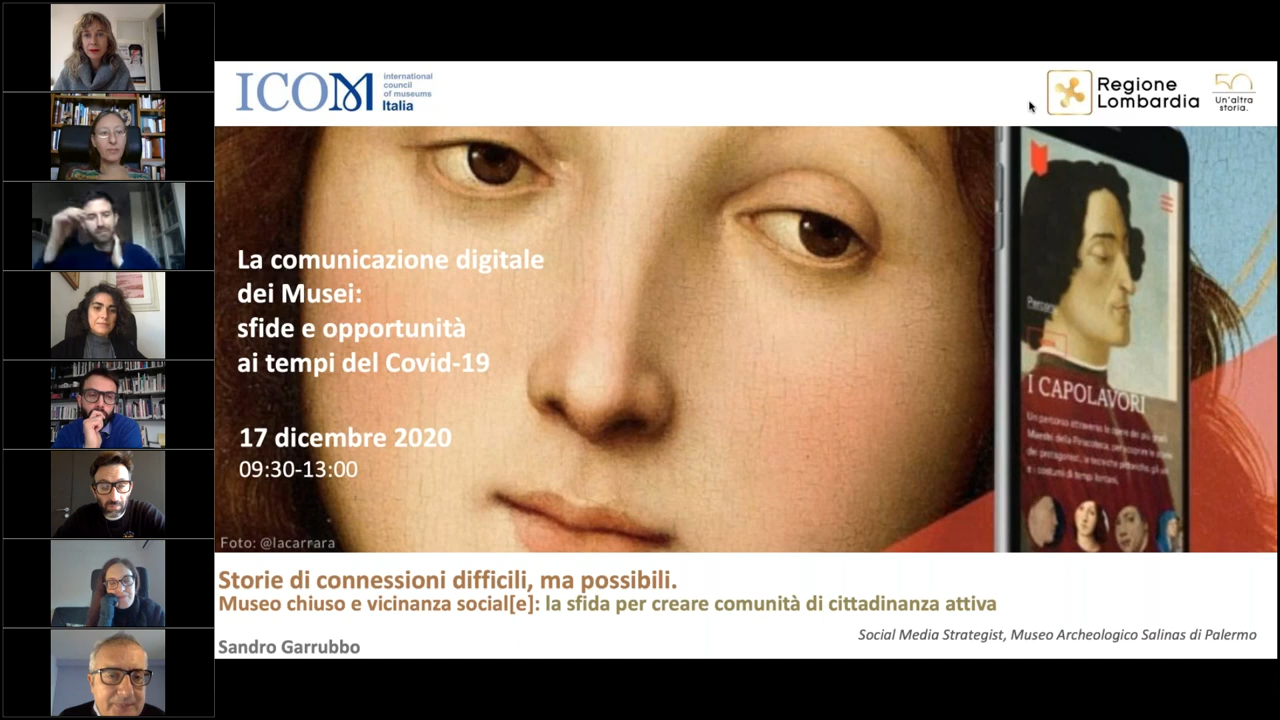 ICOM
international
council
of museums
Italia
Regione
Lombardia
50
Un'altra
storia.
La comunicazione digitale
dei Musei:
sfide e opportunità
ai tempi del Covid-19
17 dicembre 2020
09:30-13:00
I CAPOLAVORI
Foto: @lacarrara
Storie di connessioni difficili, ma possibili.
Museo chiuso e vicinanza social[e]: la sfida per creare comunità di cittadinanza attiva
Social Media Strategist, Museo Archeologico Salinas di Palermo
Sandro Garrubbo